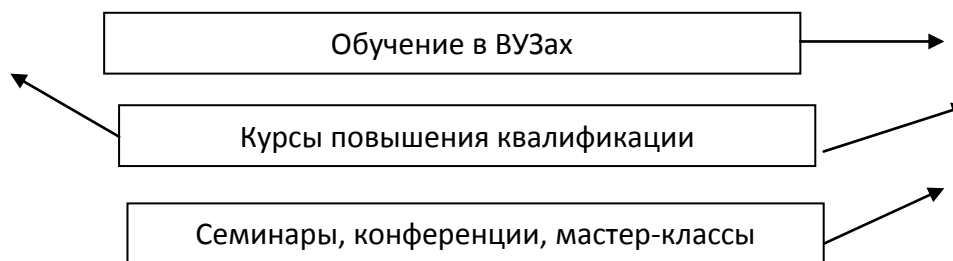 Обучение в ВУЗах
Курсы повышения квалификации
Семинары, конференции, мастер-классы